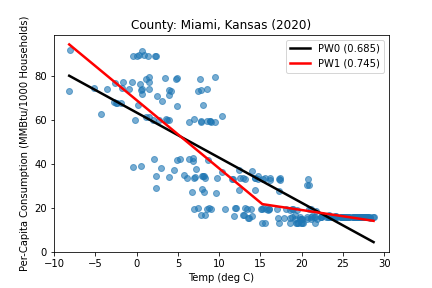 County: Miami, Kansas (2020)
Per-Capita Consumption (MMBtu/1000 Households)
80
60
40
20
0
PW0 (0.685)
PW1 (0.745)
−10 −5 0 5 10 15 20 25 30
Temp (deg C)